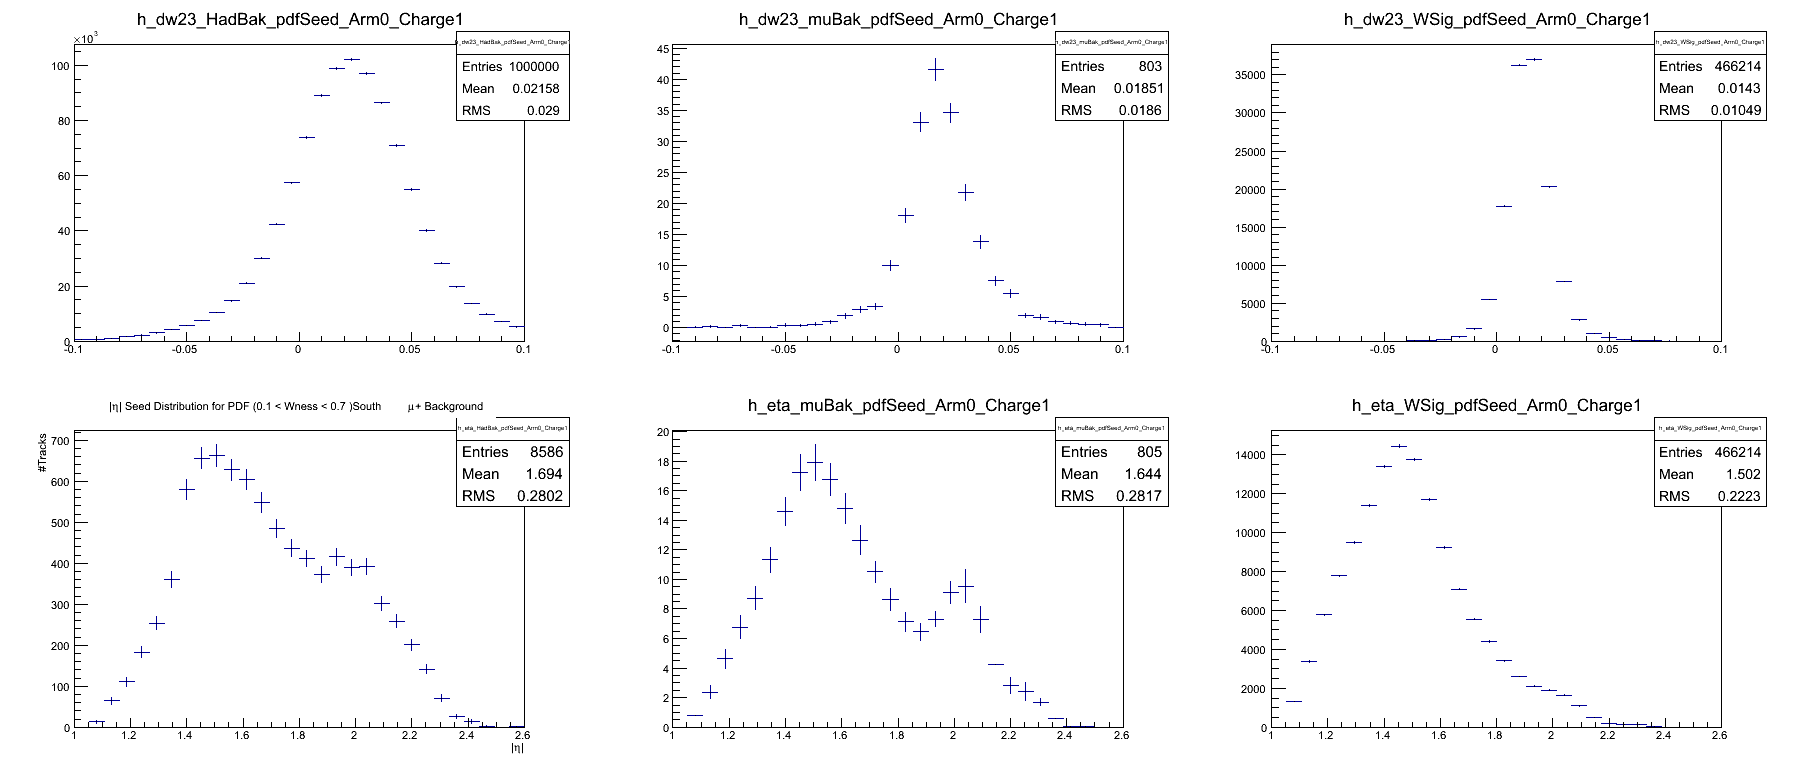 h_dw23_HadBak_pdfSeed_Arm0_Charge1
×10³
h_dw23_HadBak_pdfSeed_Arm0_Charge1
Entries 1000000
Mean 0.02158
RMS 0.029
100
80
60
40
20
0
-0.1 -0.05 0 0.05 0.1
h_dw23_muBak_pdfSeed_Arm0_Charge1
h_dw23_muBak_pdfSeed_Arm0_Charge1
Entries 803
Mean 0.01851
RMS 0.0186
45
40
35
30
25
20
15
10
5
0
-0.1 -0.05 0 0.05 0.1
h_dw23_WSig_pdfSeed_Arm0_Charge1
h_dw23_WSig_pdfSeed_Arm0_Charge1
Entries 466214
Mean 0.0143
RMS 0.01049
35000
30000
25000
20000
15000
10000
5000
0
-0.1 -0.05 0 0.05 0.1
|η| Seed Distribution for PDF (0.1 < Wness < 0.7 )South μ+ Background
h_eta_HadBak_pdfSeed_Arm0_Charge1
Entries 8586
Mean 1.694
RMS 0.2802
#Tracks
700
600
500
400
300
200
100
0
1 1.2 1.4 1.6 1.8 2 2.2 2.4 2.6
|η|
h_eta_muBak_pdfSeed_Arm0_Charge1
h_eta_muBak_pdfSeed_Arm0_Charge1
Entries 805
Mean 1.644
RMS 0.2817
20
18
16
14
12
10
8
6
4
2
0
1 1.2 1.4 1.6 1.8 2 2.2 2.4 2.6
h_eta_WSig_pdfSeed_Arm0_Charge1
h_eta_WSig_pdfSeed_Arm0_Charge1
Entries 466214
Mean 1.502
RMS 0.2223
14000
12000
10000
8000
6000
4000
2000
0
1 1.2 1.4 1.6 1.8 2 2.2 2.4 2.6